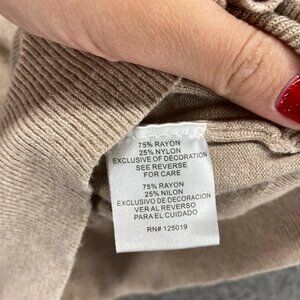 75% RAYON
25% NYLON
EXCLUSIVE OF DECORATION
SEE REVERSE
FOR CARE
75% RAYON
25% NILON
EXCLUSIVO DE DECORACION
VER AL REVERSO
PARA EL CUIDADO
RN# 125019